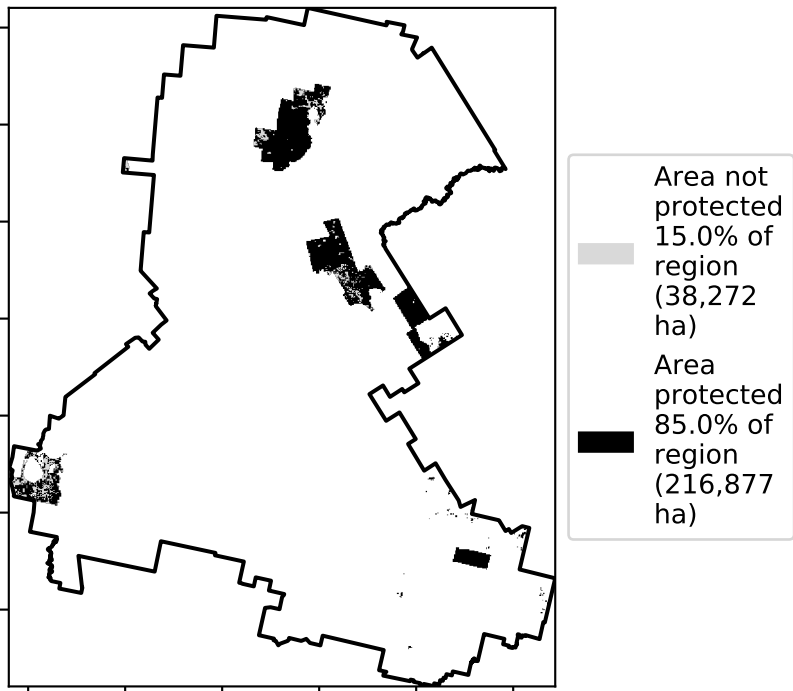 Area not
protected
15.0% of
region
(38,272
ha)
Area
protected
85.0% of
region
(216,877
ha)